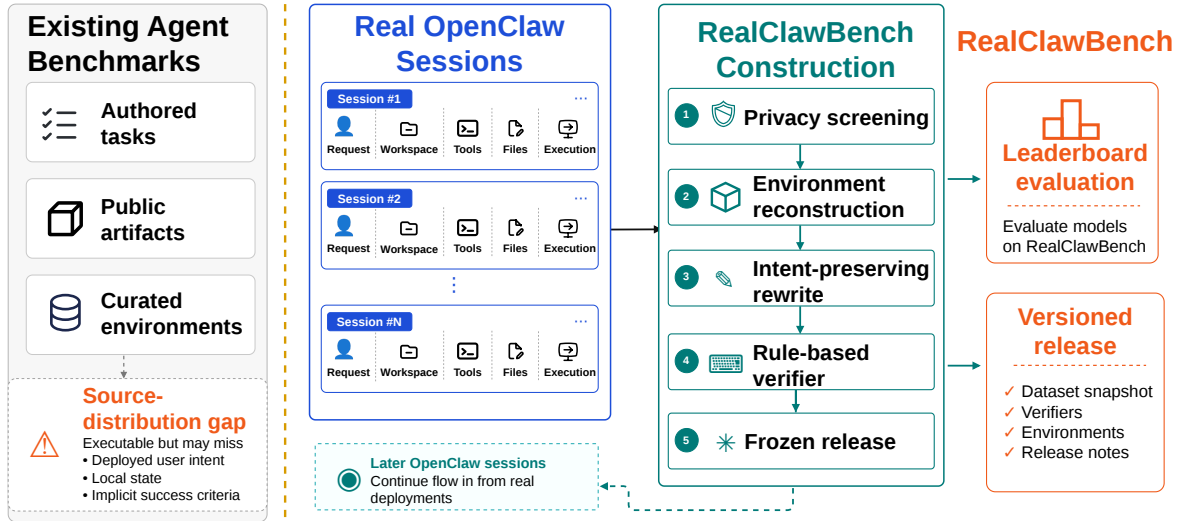 Existing Agent
Benchmarks
Authored
tasks
Public
artifacts
Curated
environments
Source-
distribution gap
Executable but may miss
• Deployed user intent
• Local state
• Implicit success criteria
Real OpenClaw
Sessions
Session #1
...
Request
Workspace
Tools
Files
Execution
Session #2
...
Request
Workspace
Tools
Files
Execution
Session #N
...
Request
Workspace
Tools
Files
Execution
Later OpenClaw sessions
Continue flow in from real
deployments
RealClawBench
Construction
1
Privacy screening
2
Environment
reconstruction
3
Intent-preserving
rewrite
4
Rule-based
verifier
5
Frozen release
RealClawBench
Leaderboard
evaluation
Evaluate models
on RealClawBench
Versioned
release
✓ Dataset snapshot
✓ Verifiers
✓ Environments
✓ Release notes